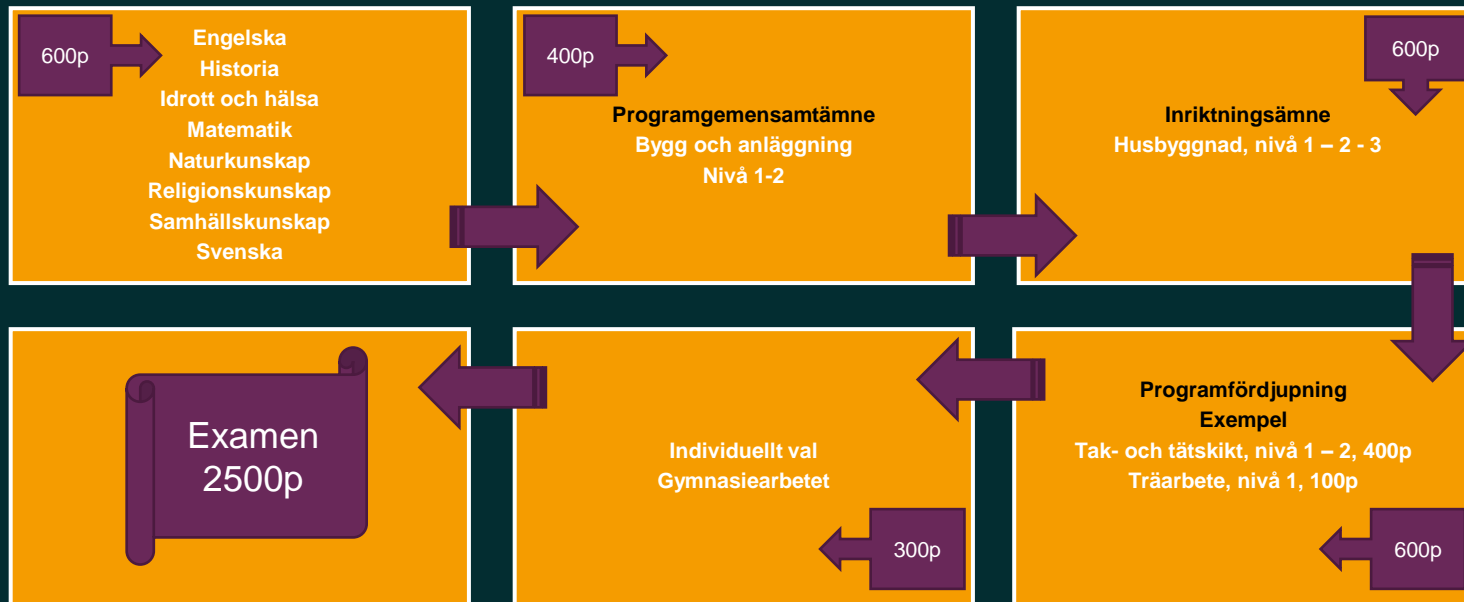 600p
Engelska
Historia
Idrott och hälsa
Matematik
Naturkunskap
Religionskunskap
Samhällskunskap
Svenska
400p
Programgemensamtämne
Bygg och anläggning
Nivå 1-2
600p
Inriktningsämne
Husbyggnad, nivå 1 – 2 - 3
Programfördjupning
Exempel
Tak- och tätskikt, nivå 1 – 2, 400p
Träarbete, nivå 1, 100p
600p
Individuellt val
Gymnasiearbetet
300p
Examen
2500p